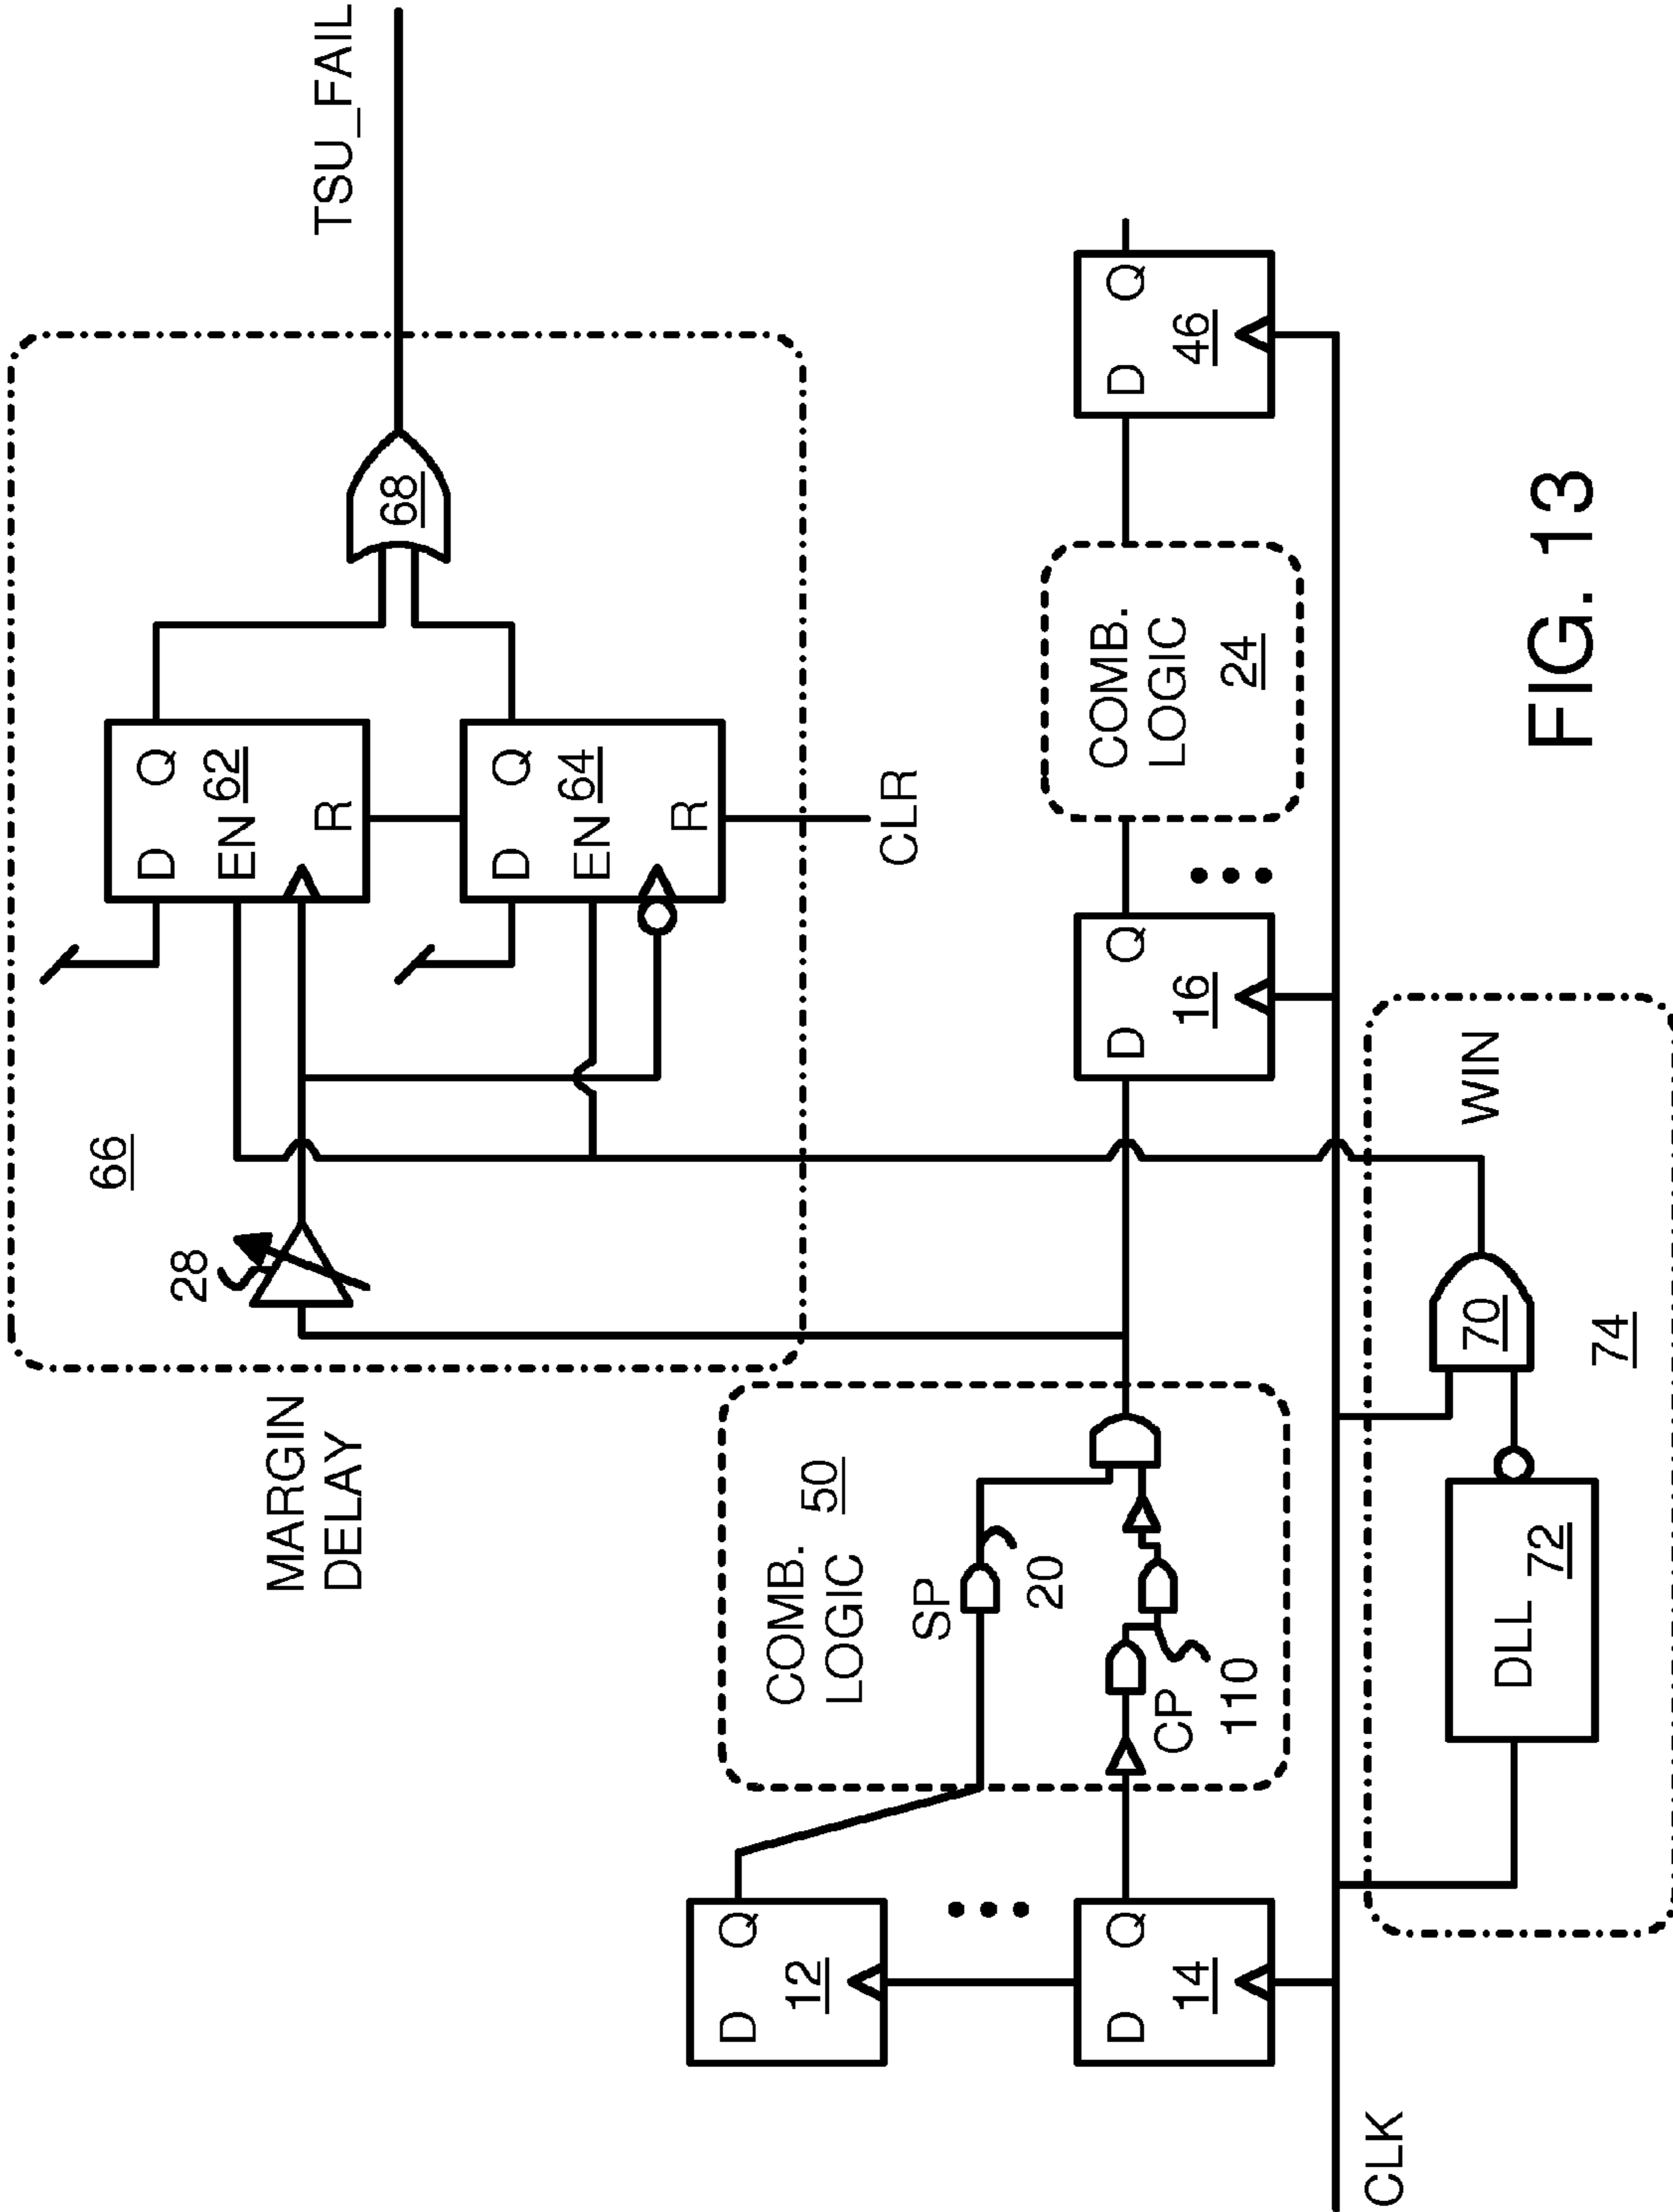 TSU_FAIL
MARGIN
DELAY
28
66
D
Q
EN
62
R
D
Q
EN
64
R
68
CLR
COMB.
LOGIC
50
SP
20
CP
110
D
Q
12
D
Q
14
D
Q
16
COMB.
LOGIC
24
D
Q
46
CLK
DLL
72
70
WIN
74
FIG. 13